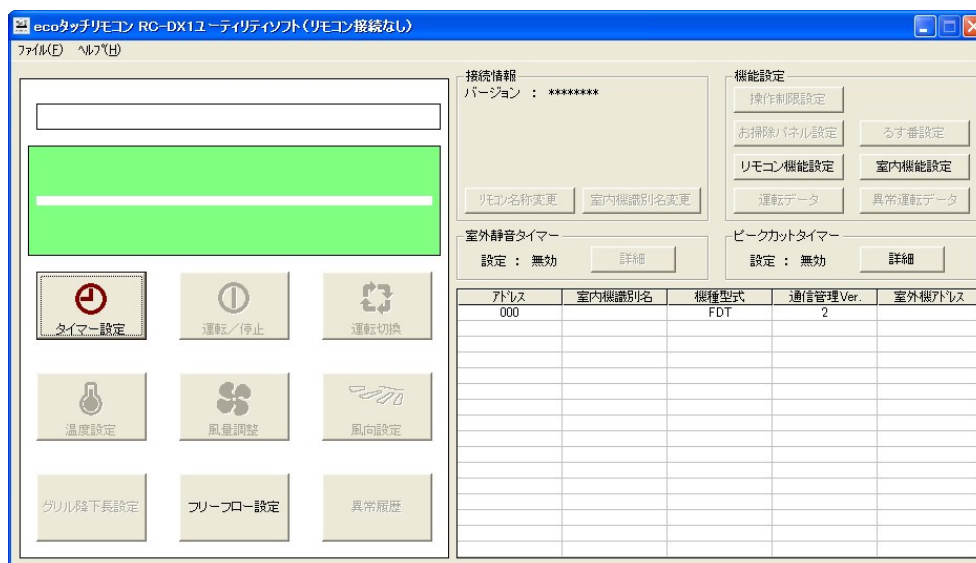 ecoタッチリモコン RC-DX1ユーティリティソフト(リモコン接続なし)
ファイル(F) ヘルプ(H)
接続情報
バージョン : ********
リモコン名称変更 室内機識別名変更
機能設定
操作制限設定
お掃除パネル設定 るす番設定
リモコン機能設定 室内機能設定
運転データ 異常運転データ
室外静音タイマー
設定 : 無効 詳細
ピークカットタイマー
設定 : 無効 詳細
タイマー設定 運転/停止 運転切換
温度設定 風量調整 風向設定
グリル降下長設定 フリーフロー設定 異常履歴
アドレス 室内機識別名 機種型式 通信管理Ver. 室外機アドレス
000 FDT 2